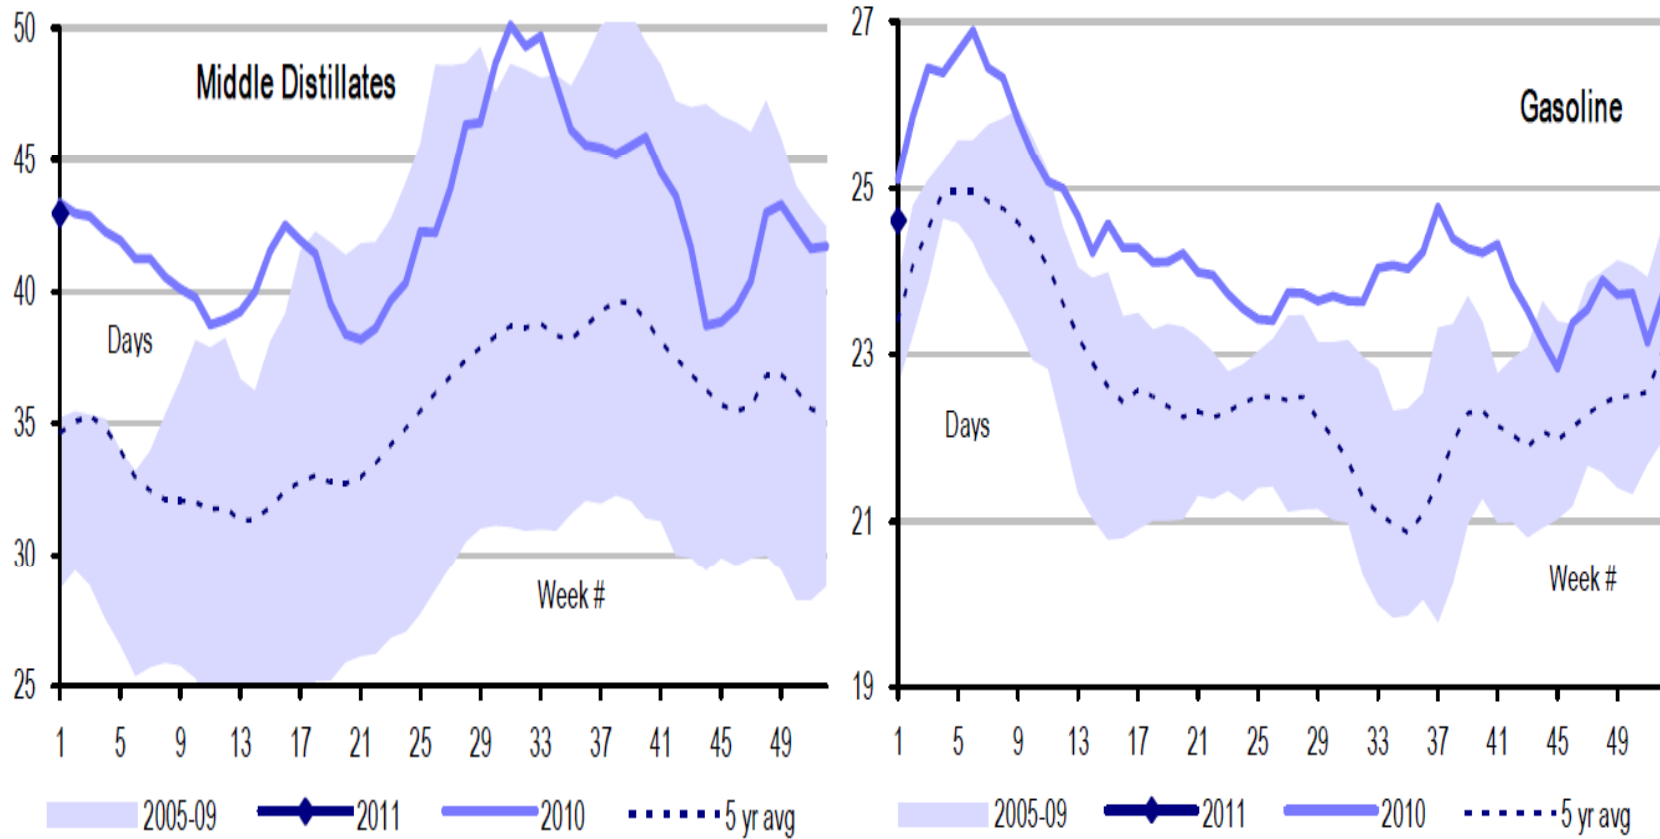 Middle Distillates
50
45
40
35
30
25
Days
Week #
1 5 9 13 17 21 25 29 33 37 41 45 49
2005-09 2011 2010 5 yr avg
Gasoline
27
25
23
21
19
Days
Week #
1 5 9 13 17 21 25 29 33 37 41 45 49
2005-09 2011 2010 5 yr avg